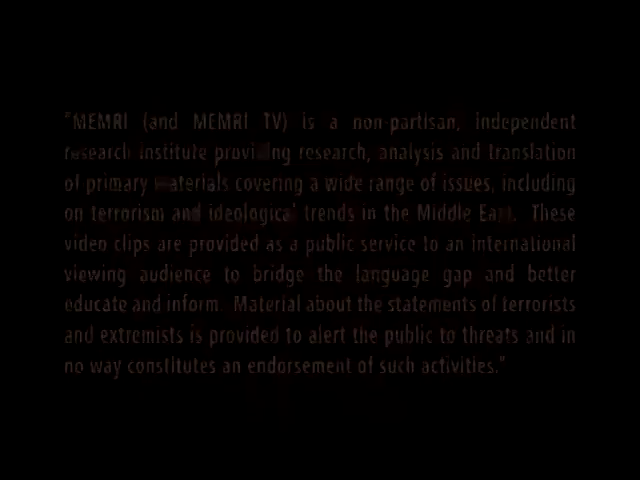 "MEMRI (and MEMRI TV) is a non-partisan, independent
research institute providing research, analysis and translation
of primary materials covering a wide range of issues, including
on terrorism and ideological trends in the Middle East. These
video clips are provided as a public service to an international
viewing audience to bridge the language gap and better
educate and inform. Material about the statements of terrorists
and extremists is provided to alert the public to threats and in
no way constitutes an endorsement of such activities."